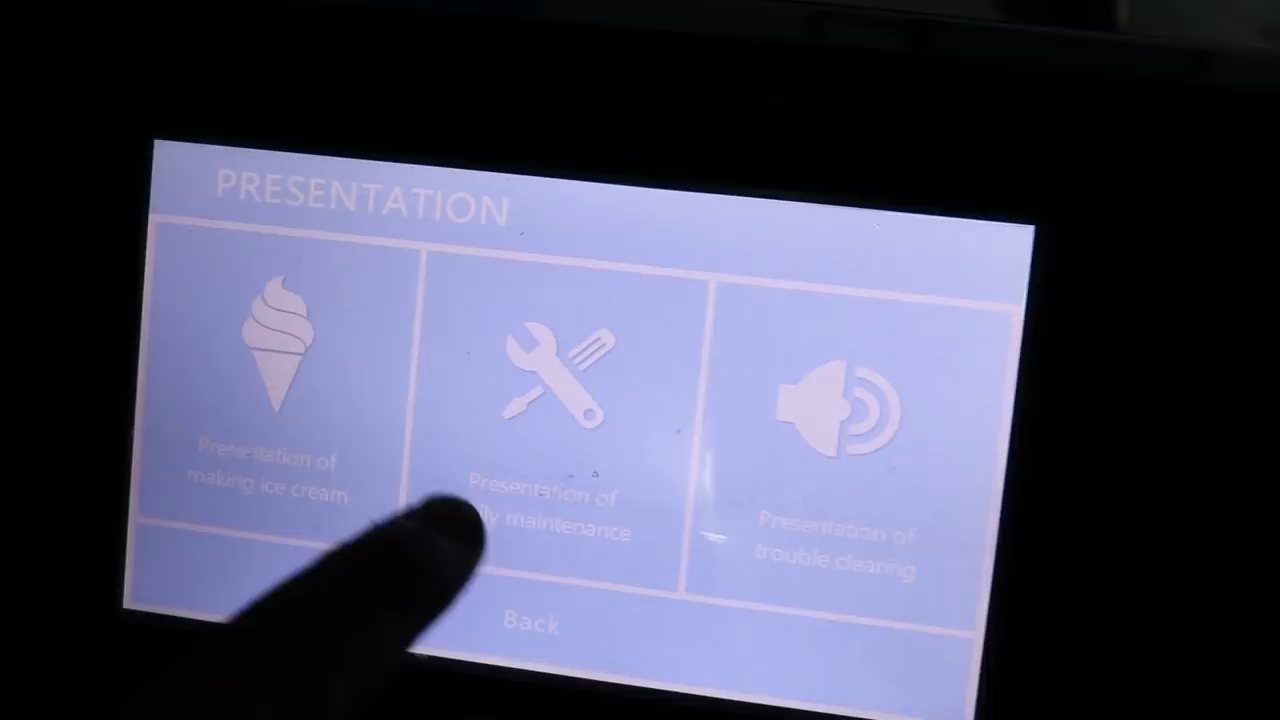 PRESENTATION
Presentation of
making ice cream
Presentation of
maintenance
Presentation of
trouble clearing
Back